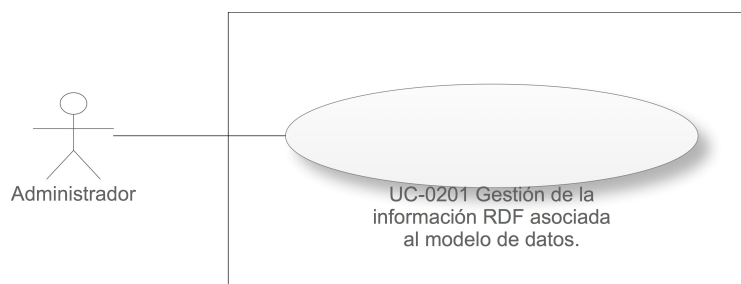 Administrador
UC-0201 Gestión de la
información RDF asociada
al modelo de datos.